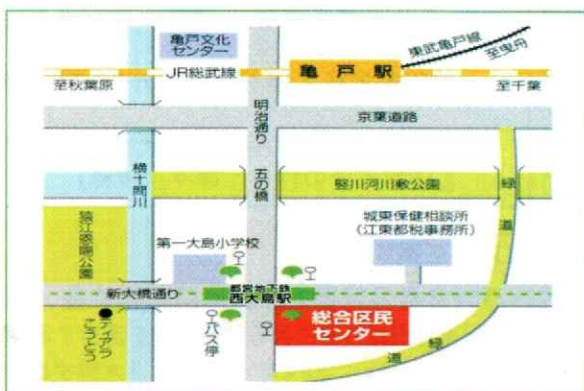 亀戸文化
センター
東武亀戸線
至曳舟
JR総武線
亀戸駅
至秋葉原
至千葉
明治通り
京葉道路
横十間川
五の橋
竪川河川敷公園
緑道
猿江恩賜公園
第一大島小学校
城東保健相談所
(江東都税事務所)
新大橋通り
都営地下鉄
西大島駅
ティアラ
こうとう
バス停
総合区民
センター
緑道